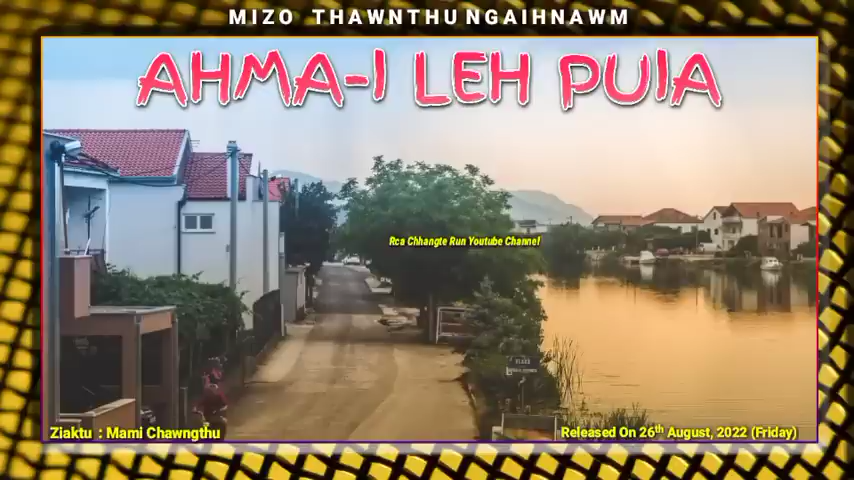 MIZO THAWNTHU NGAIHNAWM
AHMA-I LEH PUIA
Rca Chhangte Run Youtube Channel
Ziaktu : Mami Chawngthu
Released On 26th August, 2022 (Friday)